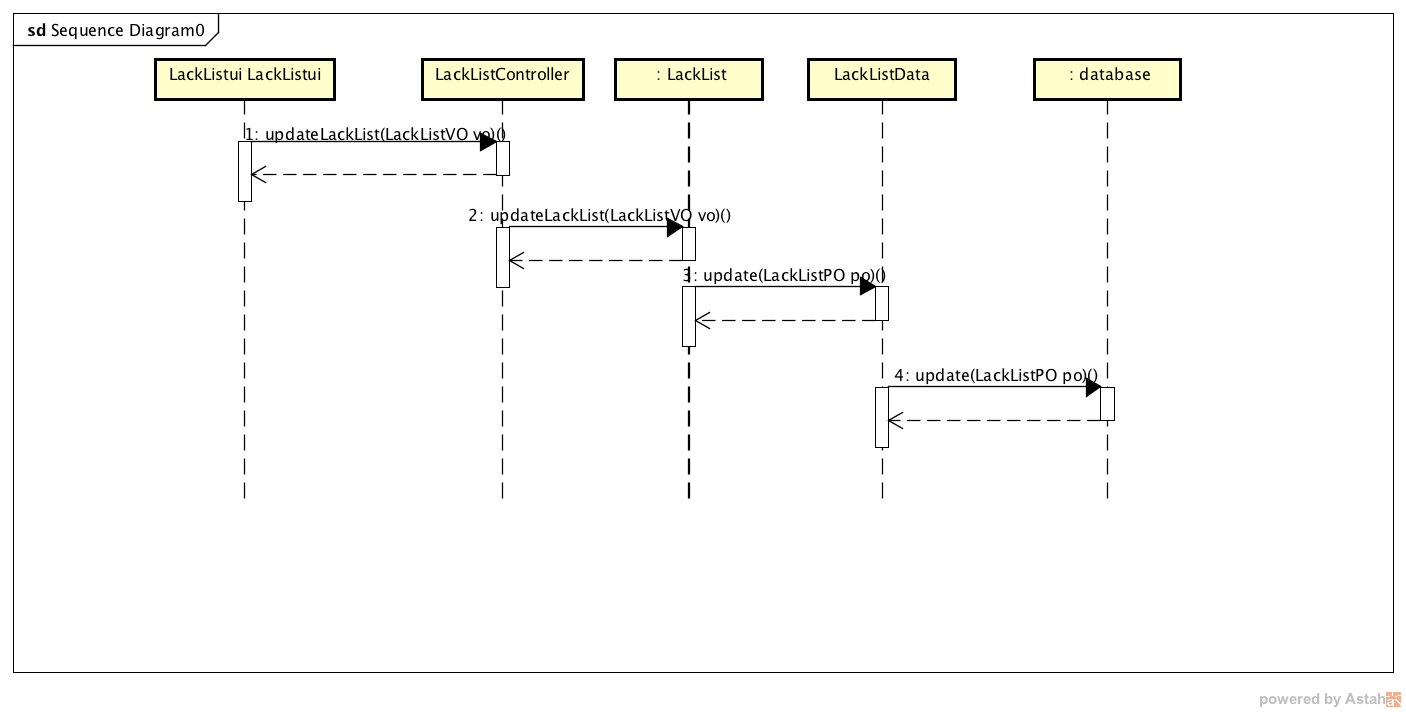 sd Sequence Diagram0
LackListui LackListui
LackListController
: LackList
LackListData
: database
1: updateLackList(LackListVO vo)()
2: updateLackList(LackListVO vo)()
3: update(LackListPO po)()
4: update(LackListPO po)()
powered by Astah